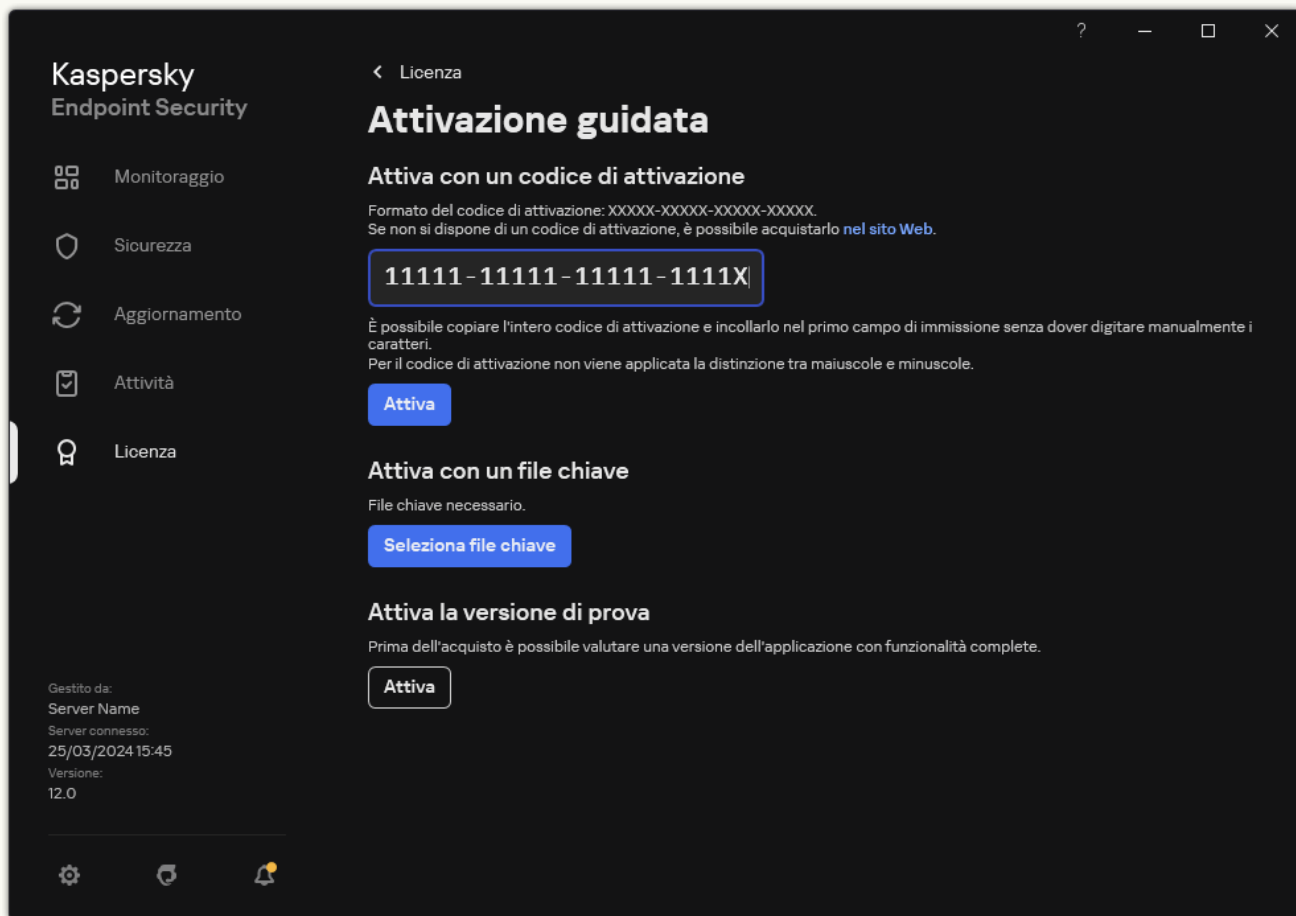 ?
Kaspersky
Endpoint Security
Monitoraggio
Sicurezza
Aggiornamento
Attività
Licenza
Gestito da:
Server Name
Server connesso:
25/03/2024 15:45
Versione:
12.0
Licenza
Attivazione guidata
Attiva con un codice di attivazione
Formato del codice di attivazione: XXXXX-XXXXX-XXXXX-XXXXX.
Se non si dispone di un codice di attivazione, è possibile acquistarlo nel sito Web.
11111-11111-11111-1111X
È possibile copiare l'intero codice di attivazione e incollarlo nel primo campo di immissione senza dover digitare manualmente i
caratteri.
Per il codice di attivazione non viene applicata la distinzione tra maiuscole e minuscole.
Attiva
Attiva con un file chiave
File chiave necessario.
Seleziona file chiave
Attiva la versione di prova
Prima dell'acquisto è possibile valutare una versione dell'applicazione con funzionalità complete.
Attiva